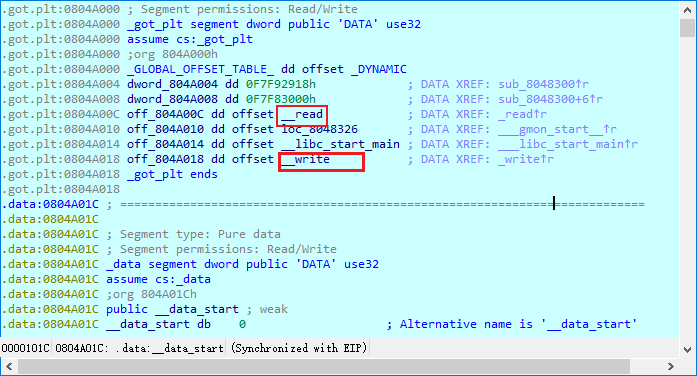 .got.plt:0804A000 ; Segment permissions: Read/Write
.got.plt:0804A000 _got_plt segment dword public 'DATA' use32
.got.plt:0804A000 assume cs:_got_plt
.got.plt:0804A000 ;org 804A000h
.got.plt:0804A000 _GLOBAL_OFFSET_TABLE_ dd offset _DYNAMIC
.got.plt:0804A004 dword_804A004 dd 0F7F92918h ; DATA XREF: sub_8048300↑r
.got.plt:0804A008 dword_804A008 dd 0F7F83000h ; DATA XREF: sub_8048300+6↑r
.got.plt:0804A00C off_804A00C dd offset __read ; DATA XREF: _read↑r
.got.plt:0804A010 off_804A010 dd offset loc_8048326 ; DATA XREF: ___gmon_start__↑r
.got.plt:0804A014 off_804A014 dd offset __libc_start_main ; DATA XREF: ___libc_start_main↑r
.got.plt:0804A018 off_804A018 dd offset __write ; DATA XREF: _write↑r
.got.plt:0804A018 _got_plt ends
.got.plt:0804A018
.data:0804A01C ; ===========================================================================
.data:0804A01C
.data:0804A01C ; Segment type: Pure data
.data:0804A01C ; Segment permissions: Read/Write
.data:0804A01C _data segment dword public 'DATA' use32
.data:0804A01C assume cs:_data
.data:0804A01C ;org 804A01Ch
.data:0804A01C public __data_start ; weak
.data:0804A01C __data_start db 0 ; Alternative name is '__data_start'
0000101C 0804A01C: .data:__data_start (Synchronized with EIP)